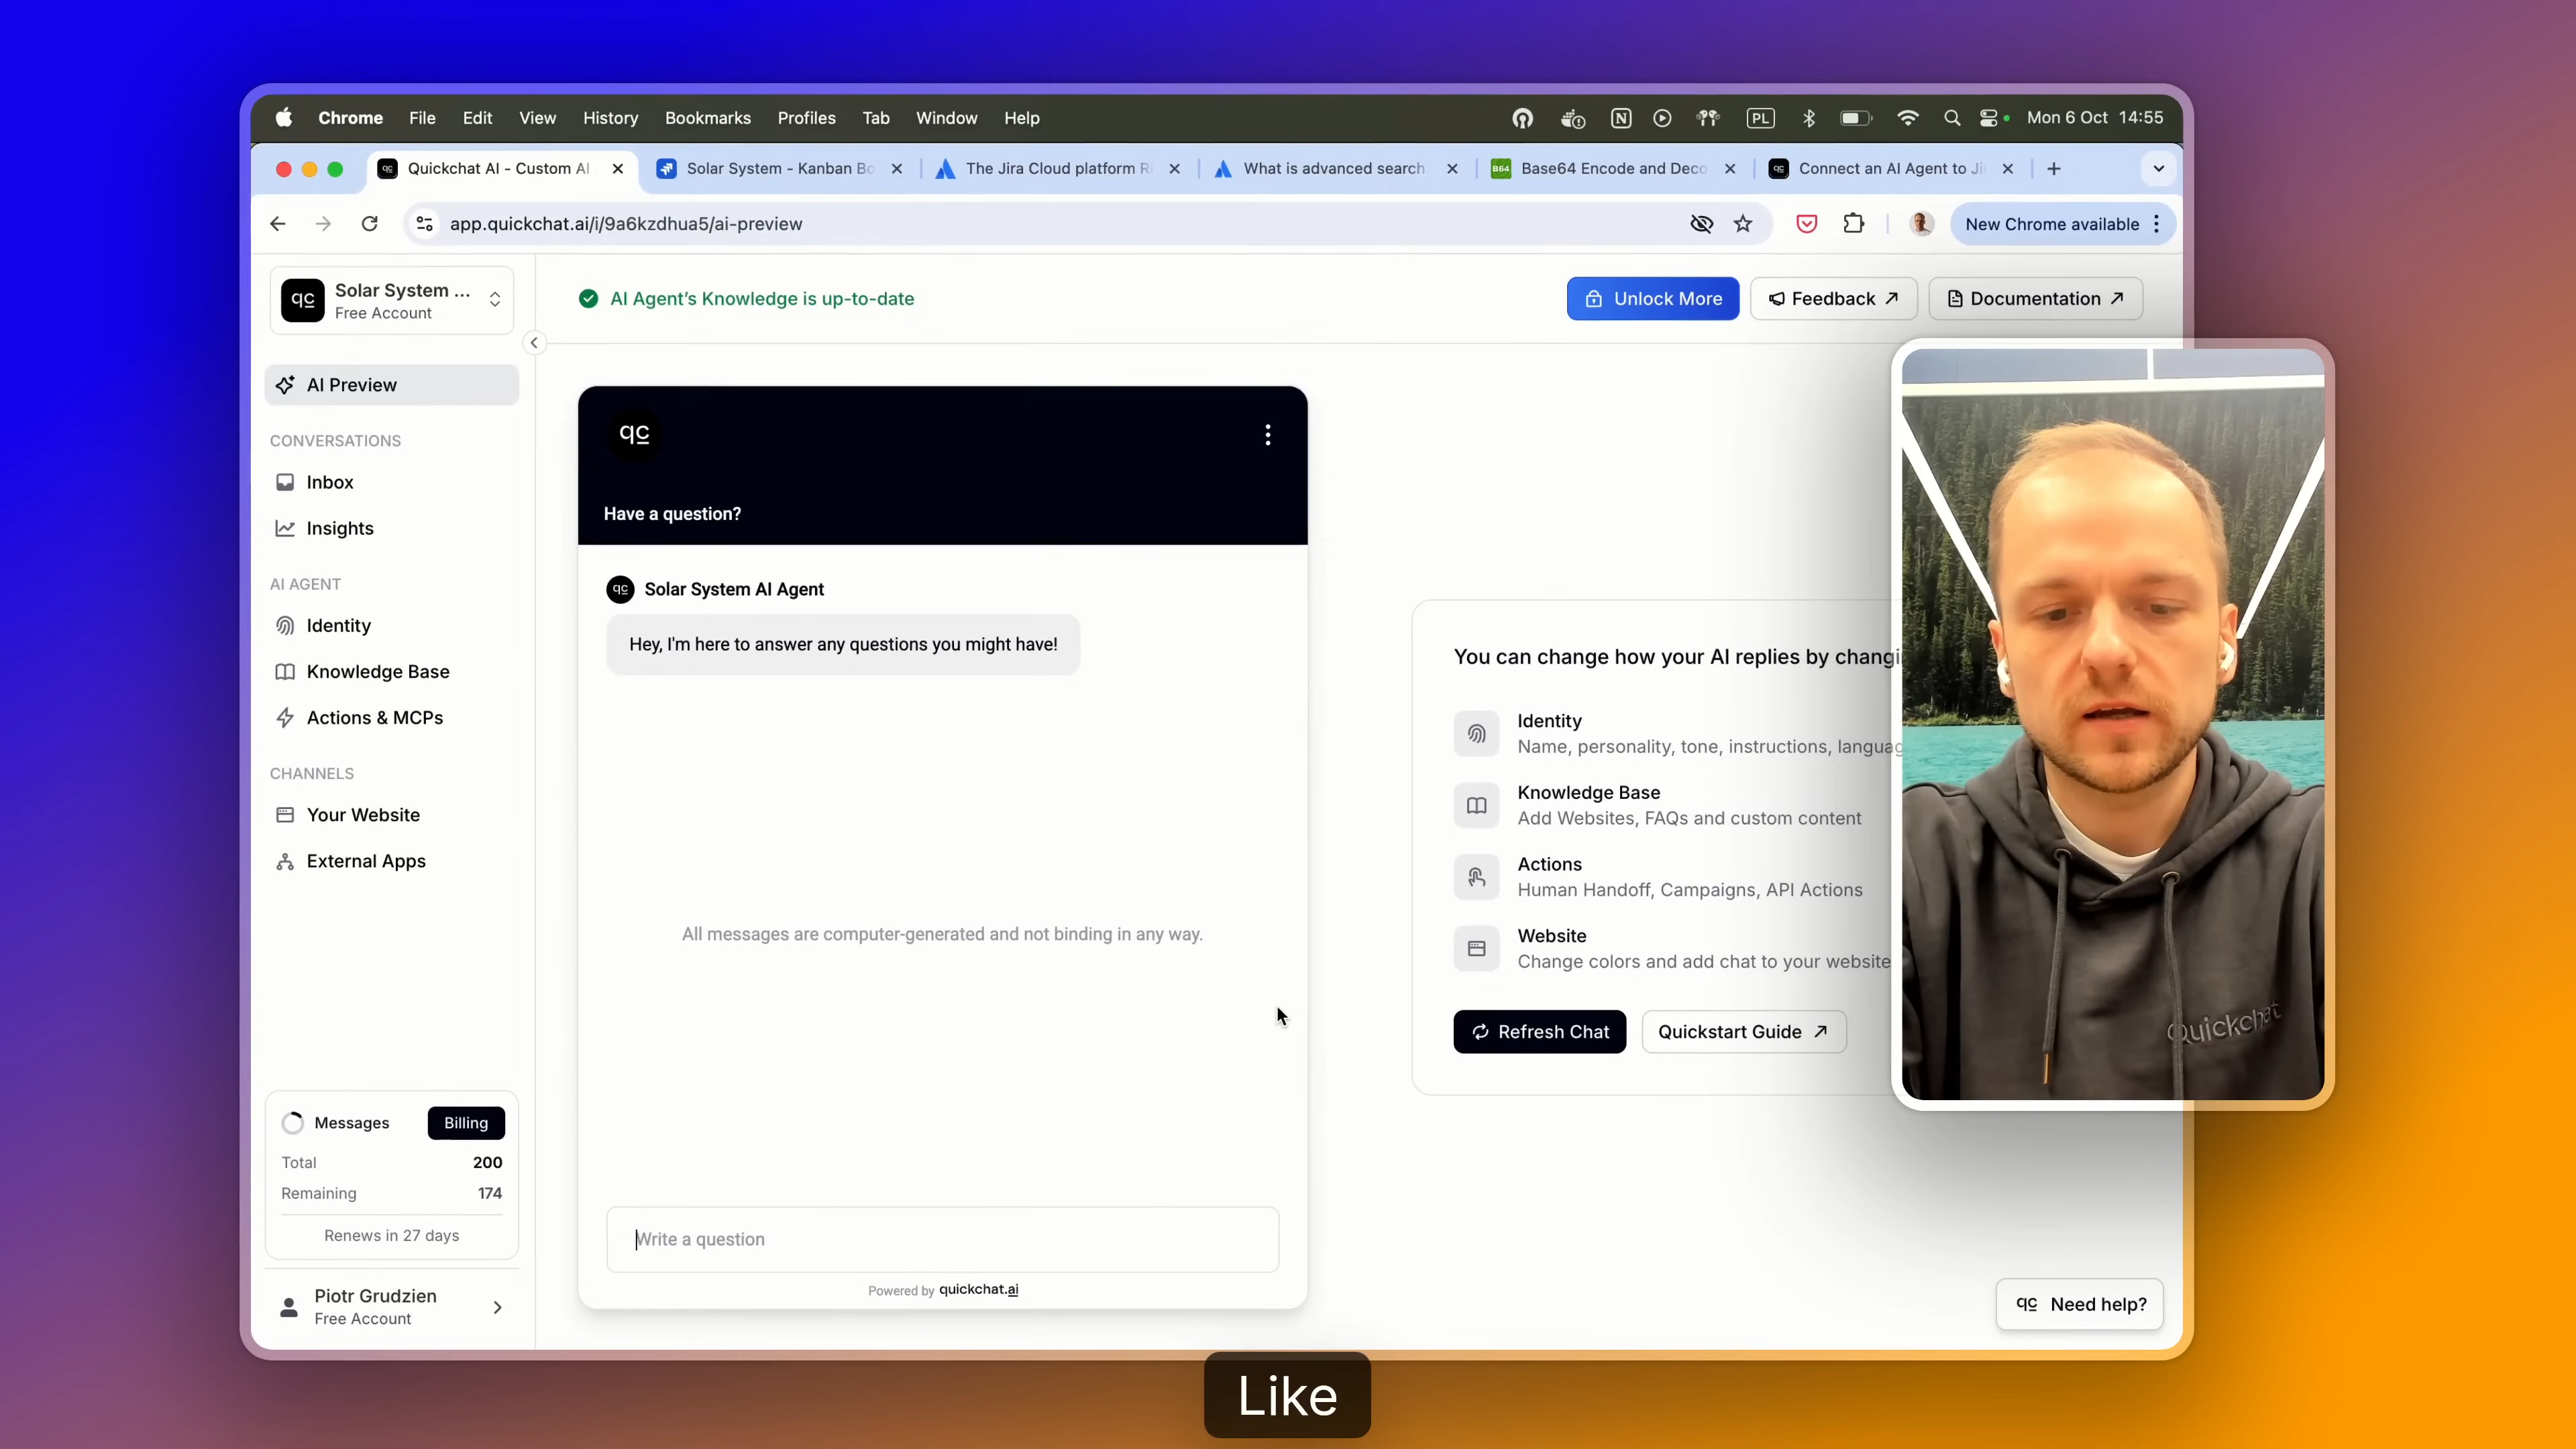 Chrome File Edit View History Bookmarks Profiles Tab Window Help
PL
Mon 6 Oct 14:55
Quickchat AI - Custom AI
Solar System - Kanban Bo
The Jira Cloud platform R
What is advanced search
B64 Base64 Encode and Deco
Connect an AI Agent to Ji
app.quickchat.ai/i/9a6kzdhua5/ai-preview
New Chrome available
qc
Solar System ...
Free Account
AI Agent's Knowledge is up-to-date
Unlock More
Feedback
Documentation
AI Preview
CONVERSATIONS
Inbox
Insights
AI AGENT
Identity
Knowledge Base
Actions & MCPs
CHANNELS
Your Website
External Apps
Messages
Billing
Total 200
Remaining 174
Renews in 27 days
Piotr Grudzien
Free Account
qc
Have a question?
qc Solar System AI Agent
Hey, I'm here to answer any questions you might have!
All messages are computer-generated and not binding in any way.
Write a question
Powered by quickchat.ai
You can change how your AI replies by changi
Identity
Name, personality, tone, instructions, languag
Knowledge Base
Add Websites, FAQs and custom content
Actions
Human Handoff, Campaigns, API Actions
Website
Change colors and add chat to your website
Refresh Chat
Quickstart Guide
Quickchat
qc Need help?
Like